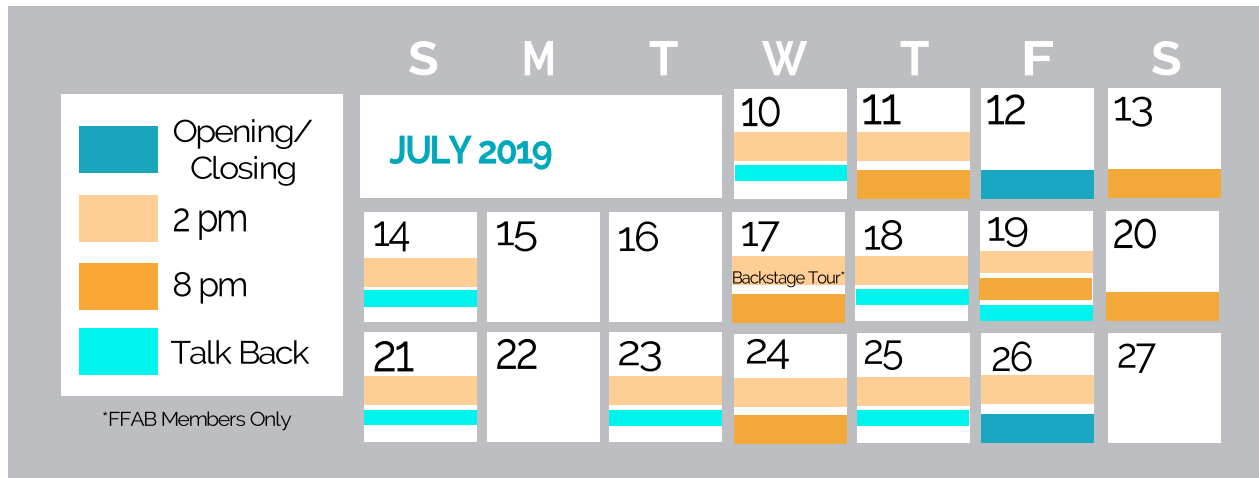 S M T W T F S
JULY 2019
10 11 12 13
Opening/
Closing
2 pm
8 pm
Talk Back
*FFAB Members Only
14 15 16 17 18 19 20
Backstage Tour*
21 22 23 24 25 26 27